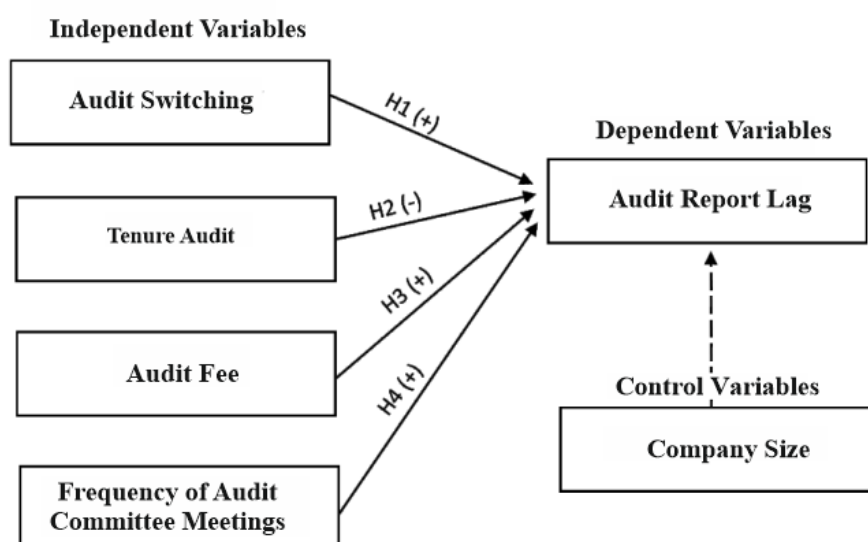 Independent Variables
Audit Switching
H1 (+)
Dependent Variables
Audit Report Lag
Tenure Audit
H2 (-)
Audit Fee
H3 (+)
Control Variables
Company Size
Frequency of Audit
Committee Meetings
H4 (+)